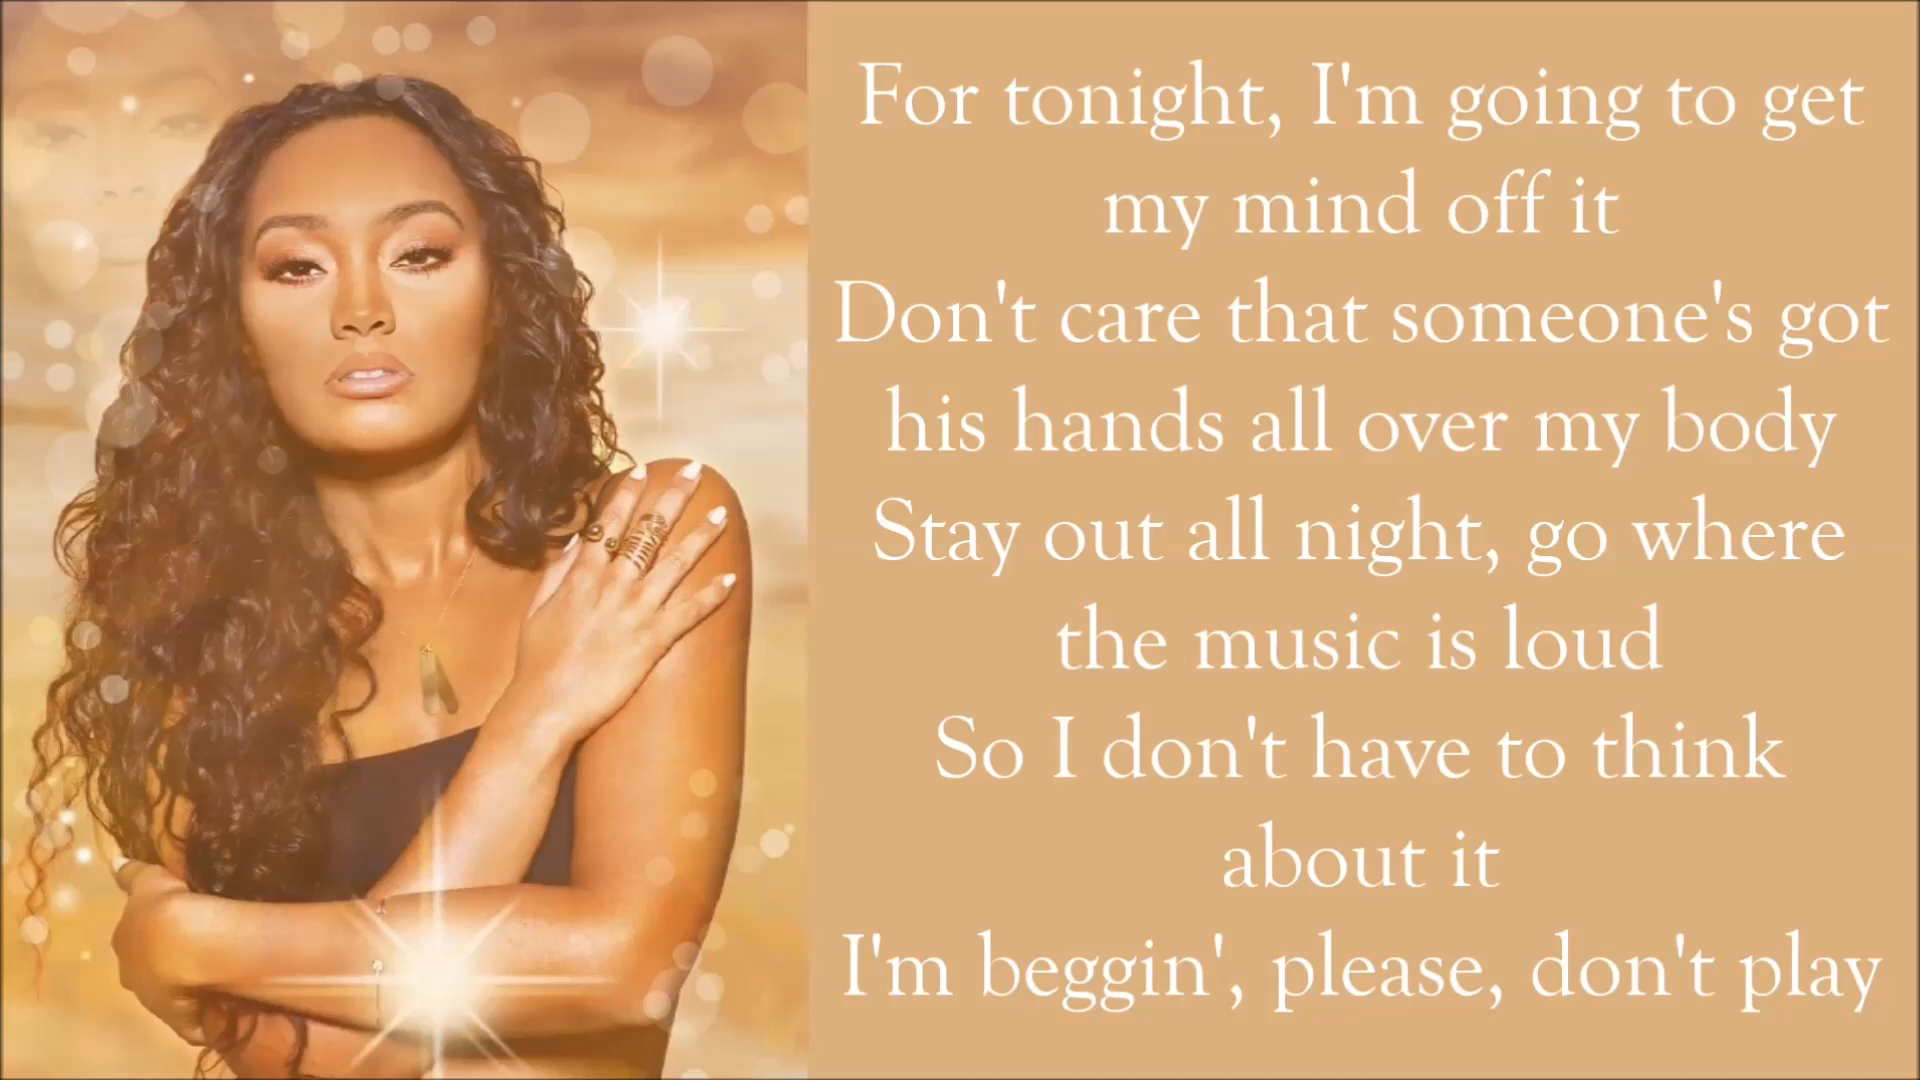 For tonight, I'm going to get
my mind off it
Don't care that someone's got
his hands all over my body
Stay out all night, go where
the music is loud
So I don't have to think
about it
I'm beggin', please, don't play